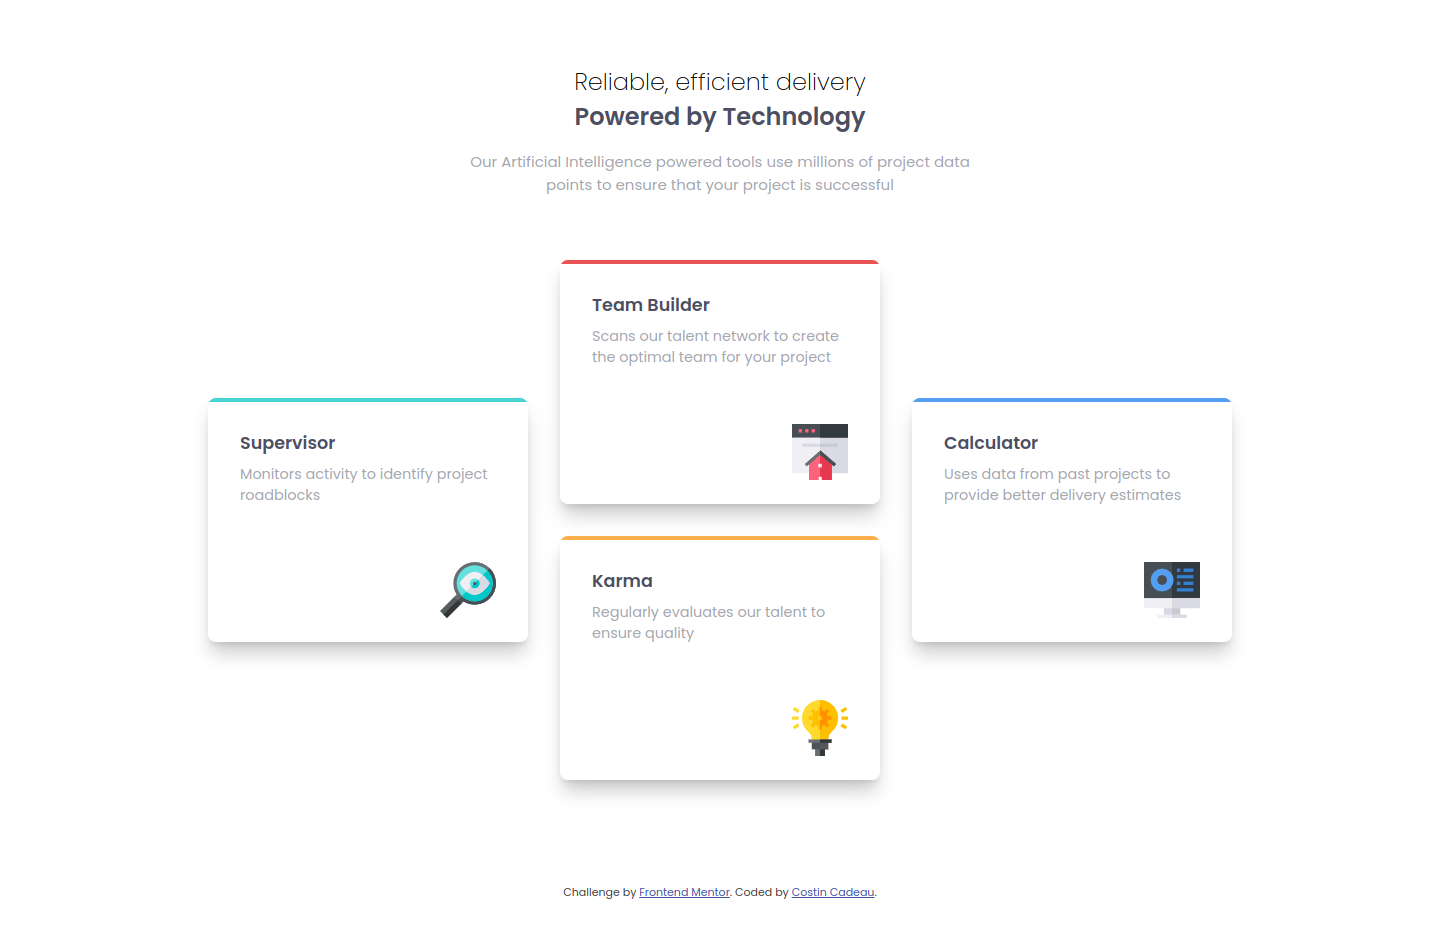 Reliable, efficient delivery
Powered by Technology
Our Artificial Intelligence powered tools use millions of project data
points to ensure that your project is successful
Team Builder
Scans our talent network to create
the optimal team for your project
Supervisor
Monitors activity to identify project
roadblocks
Calculator
Uses data from past projects to
provide better delivery estimates
Karma
Regularly evaluates our talent to
ensure quality
Challenge by Frontend Mentor. Coded by Costin Cadeau.